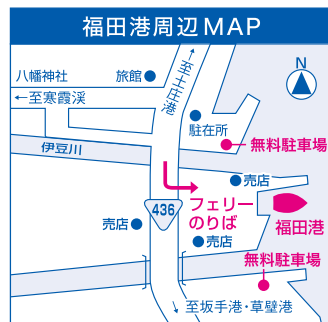 福田港周辺MAP
八幡神社
旅館
←至寒霞渓
↗至土庄港
N
駐在所
無料駐車場
伊豆川
売店
436
フェリー
のりば
福田港
売店
売店
無料駐車場
↘至坂手港・草壁港